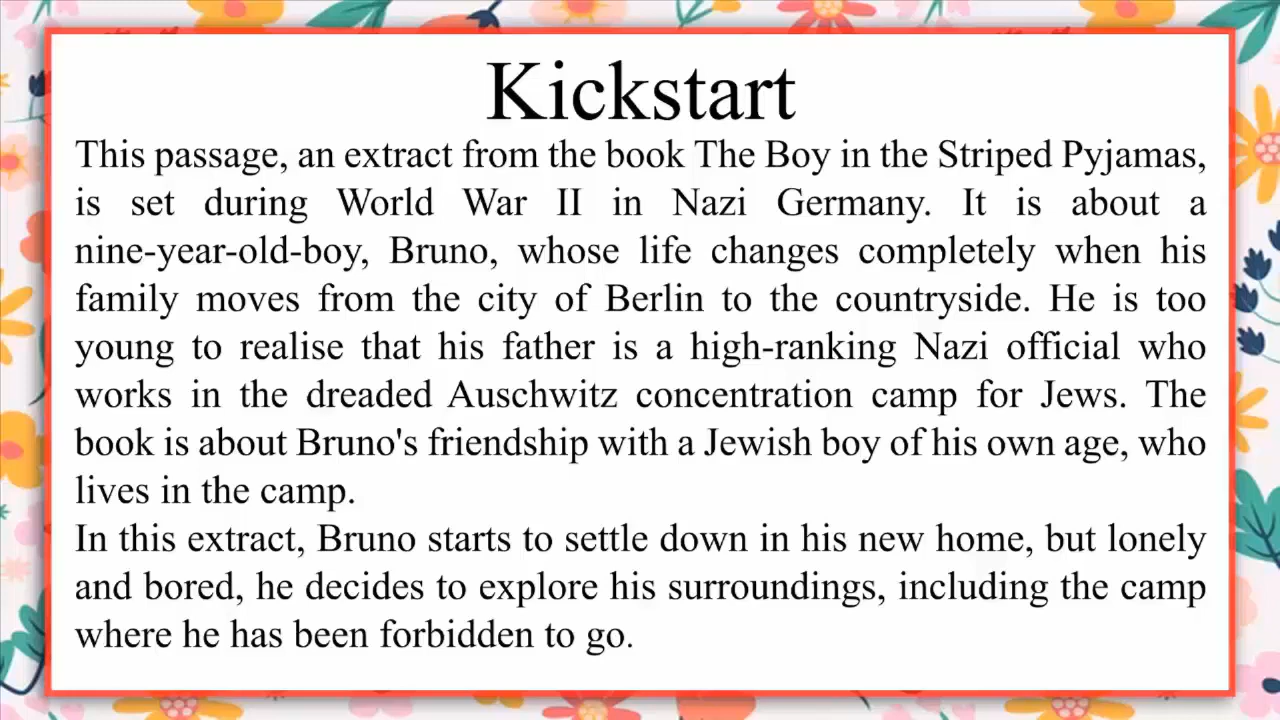 Kickstart
This passage, an extract from the book The Boy in the Striped Pyjamas,
is set during World War II in Nazi Germany. It is about a
nine-year-old-boy, Bruno, whose life changes completely when his
family moves from the city of Berlin to the countryside. He is too
young to realise that his father is a high-ranking Nazi official who
works in the dreaded Auschwitz concentration camp for Jews. The
book is about Bruno's friendship with a Jewish boy of his own age, who
lives in the camp.
In this extract, Bruno starts to settle down in his new home, but lonely
and bored, he decides to explore his surroundings, including the camp
where he has been forbidden to go.